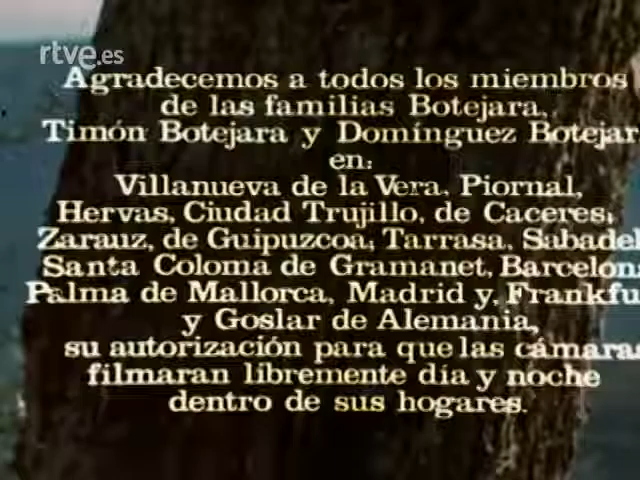 rtve.es
Agradecemos a todos los miembros
de las familias Botejara,
Timón Botejara y Domínguez Botejar
en:
Villanueva de la Vera, Piornal,
Hervas, Ciudad Trujillo, de Caceres;
Zarauz, de Guipuzcoa; Tarrasa, Sabadel
Santa Coloma de Gramanet, Barcelona
Palma de Mallorca, Madrid y, Frankfu
y Goslar de Alemania,
su autorización para que las cámaras
filmaran libremente día y noche
dentro de sus hogares.